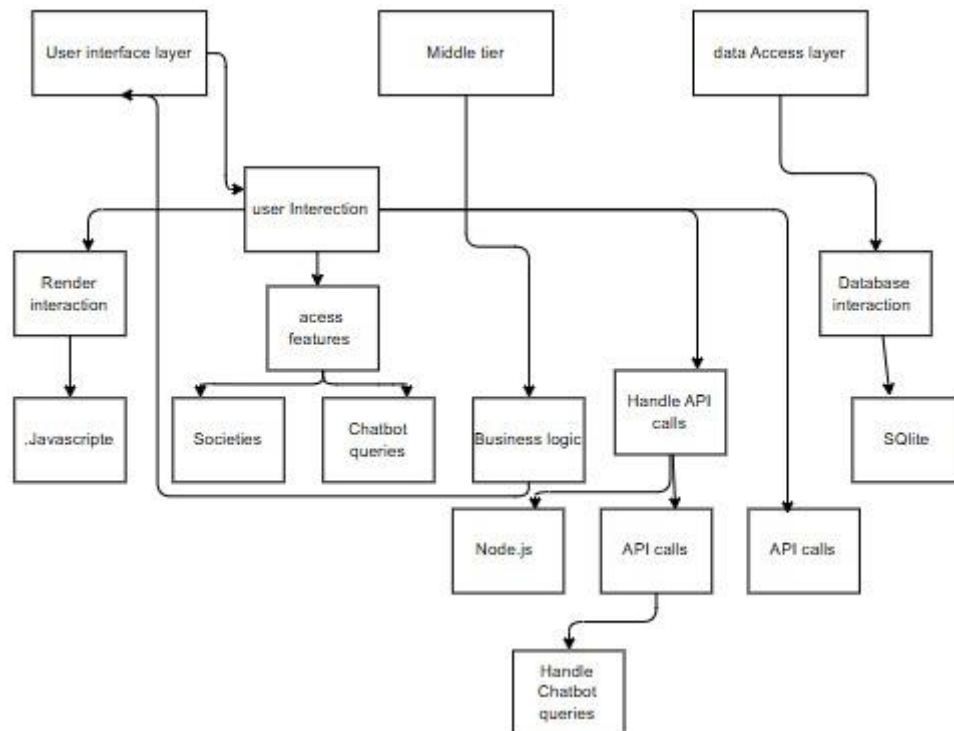 User interface layer
Middle tier
data Access layer
user Interection
Render
interaction
acess
features
Database
interaction
.Javascripte
Societies
Chatbot
queries
Business logic
Handle API
calls
SQlite
Node.js
API calls
API calls
Handle
Chatbot
queries